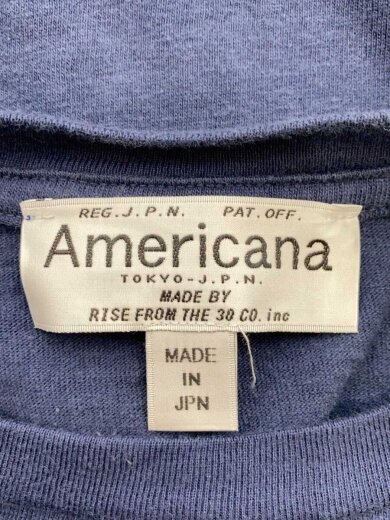 REG.J.P.N. PAT.OFF.
Americana
TOKYO-J.P.N.
MADE BY
RISE FROM THE 30 CO. inc
MADE
IN
JPN